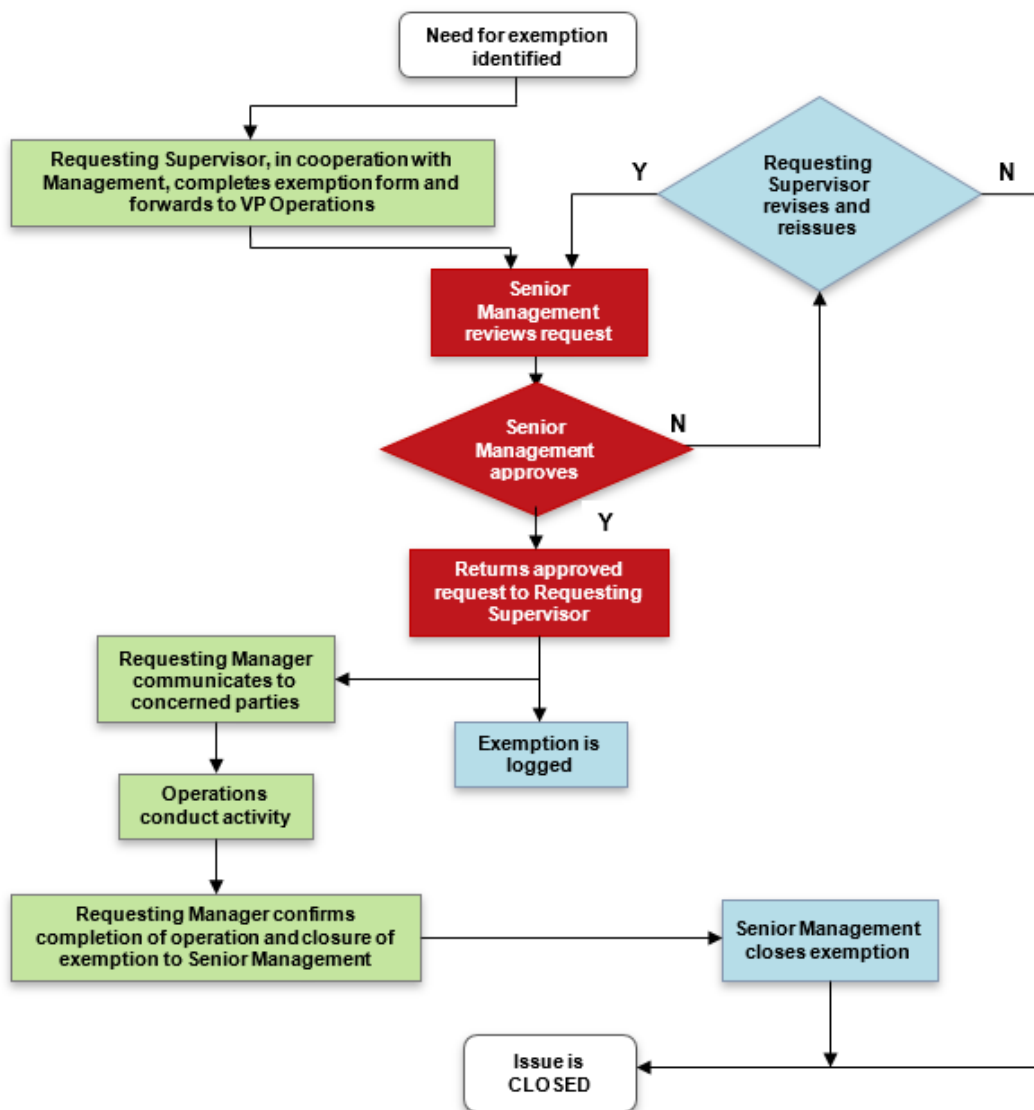 Need for exemption
identified
Requesting Supervisor, in cooperation with
Management, completes exemption form and
forwards to VP Operations
Y
Requesting
Supervisor
revises and
reissues
N
Senior
Management
reviews request
Senior
Management
approves
N
Y
Returns approved
request to Requesting
Supervisor
Requesting Manager
communicates to
concerned parties
Exemption is
logged
Operations
conduct activity
Requesting Manager confirms
completion of operation and closure of
exemption to Senior Management
Senior Management
closes exemption
Issue is
CLOSED